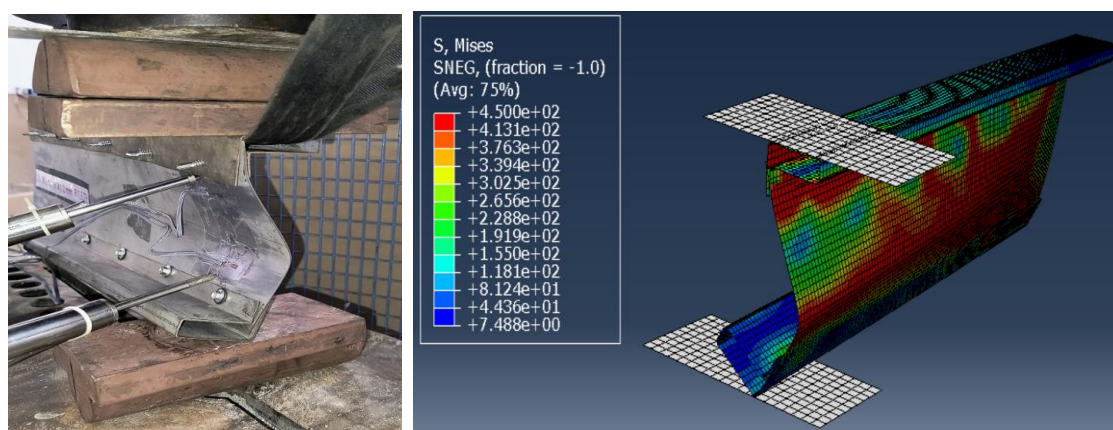 S, Mises
SNEG, (fraction = -1.0)
(Avg: 75%)
+4.500e+02
+4.131e+02
+3.763e+02
+3.394e+02
+3.025e+02
+2.656e+02
+2.288e+02
+1.919e+02
+1.550e+02
+1.181e+02
+8.124e+01
+4.436e+01
+7.488e+00